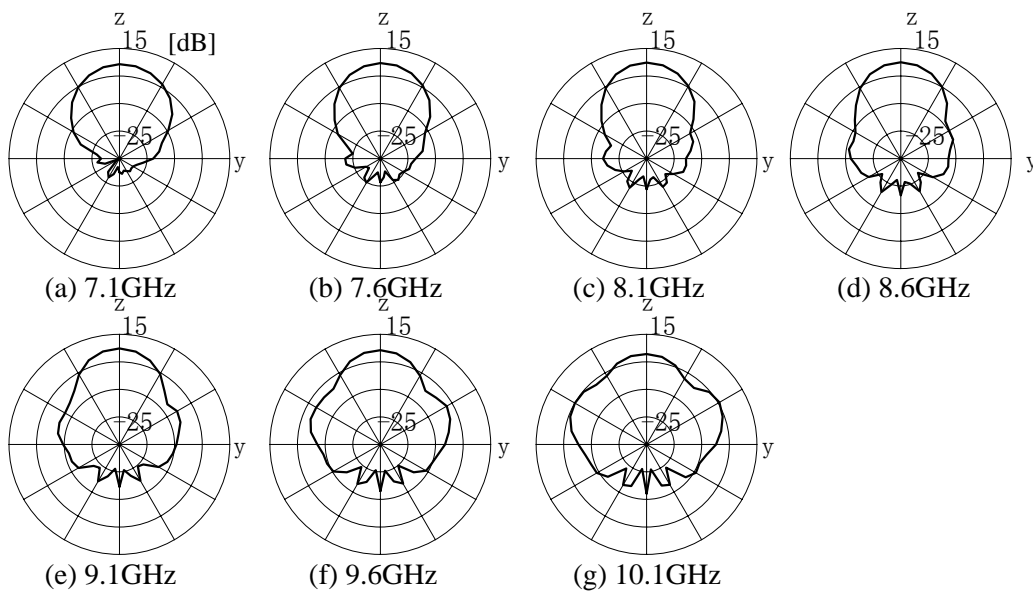 z z z z
15 [dB] 15 15 15
-25 -25 -25 -25
y y y y
(a) 7.1GHz (b) 7.6GHz (c) 8.1GHz (d) 8.6GHz
z z z
15 15 15
-25 -25 -25
y y y
(e) 9.1GHz (f) 9.6GHz (g) 10.1GHz